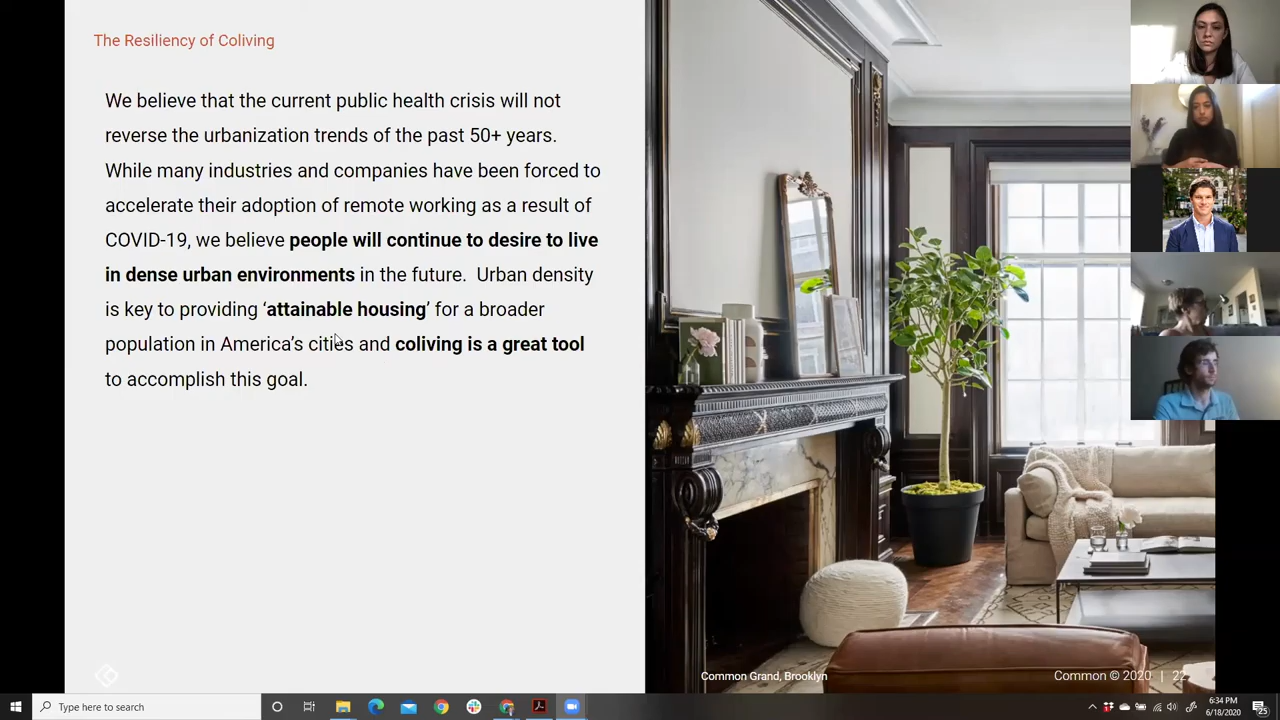 The Resiliency of Coliving
We believe that the current public health crisis will not
reverse the urbanization trends of the past 50+ years.
While many industries and companies have been forced to
accelerate their adoption of remote working as a result of
COVID-19, we believe people will continue to desire to live
in dense urban environments in the future.  Urban density
is key to providing ‘attainable housing’ for a broader
population in America’s cities and coliving is a great tool
to accomplish this goal.
Common Grand, Brooklyn
Common © 2020 | 22
Type here to search
6:34 PM
6/18/2020
25